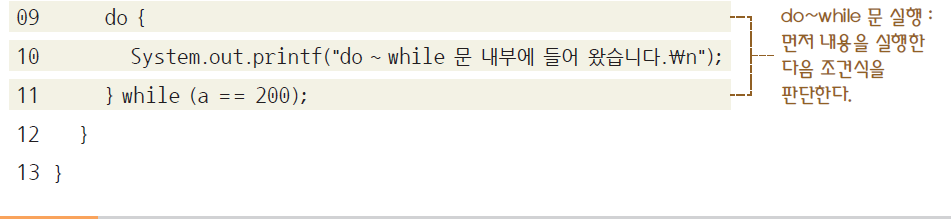 09 do {
10 System.out.printf("do ~ while 문 내부에 들어 왔습니다.₩n");
11 } while (a == 200);
12 }
13 }
do~while 문 실행 :
먼저 내용을 실행한
다음 조건식을
판단한다.